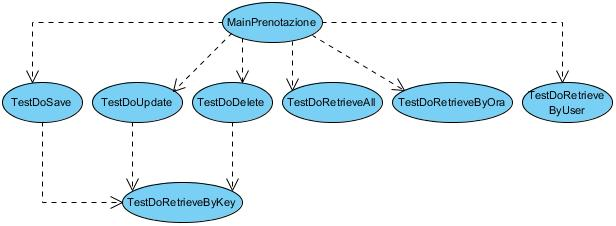 MainPrenotazione
TestDoSave
TestDoUpdate
TestDoDelete
TestDoRetrieveAll
TestDoRetrieveByOra
TestDoRetrieve
ByUser
TestDoRetrieveByKey